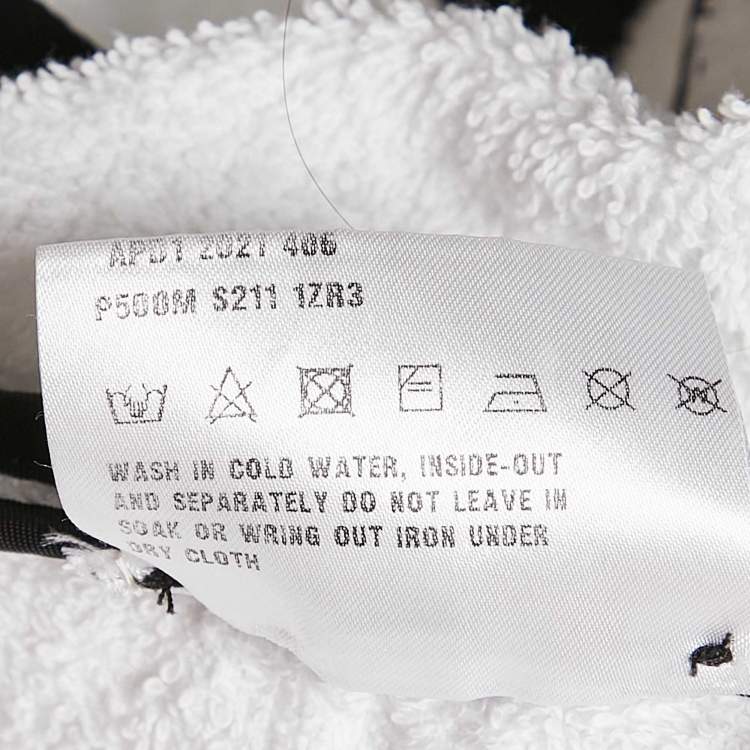 APD1 2021 406
P500M S211 1ZR3
WASH IN COLD WATER, INSIDE-OUT
AND SEPARATELY DO NOT LEAVE IN
SOAK OR WRING OUT IRON UNDER
DRY CLOTH